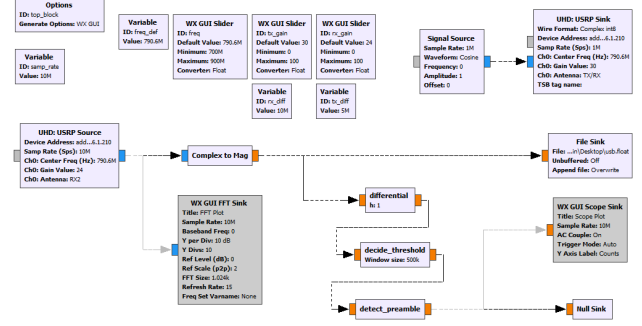 Options
ID: top_block
Generate Options: WX GUI
Variable
ID: samp_rate
Value: 10M
Variable
ID: freq_def
Value: 790.6M
WX GUI Slider
ID: freq
Default Value: 790.6M
Minimum: 700M
Maximum: 900M
Converter: Float
WX GUI Slider
ID: tx_gain
Default Value: 30
Minimum: 0
Maximum: 100
Converter: Float
WX GUI Slider
ID: rx_gain
Default Value: 24
Minimum: 0
Maximum: 100
Converter: Float
Variable
ID: rx_diff
Value: 10M
Variable
ID: tx_diff
Value: 5M
Signal Source
Sample Rate: 1M
Waveform: Cosine
Frequency: 0
Amplitude: 1
Offset: 0
UHD: USRP Sink
Wire Format: Complex int8
Device Address: add...6.1.210
Samp Rate (Sps): 1M
Ch0: Center Freq (Hz): 790.6M
Ch0: Gain Value: 30
Ch0: Antenna: TX/RX
TSB tag name:
UHD: USRP Source
Device Address: add...6.1.210
Samp Rate (Sps): 10M
Ch0: Center Freq (Hz): 790.6M
Ch0: Gain Value: 24
Ch0: Antenna: RX2
Complex to Mag
File Sink
File: ...in\Desktop\usb.float
Unbuffered: Off
Append file: Overwrite
WX GUI FFT Sink
Title: FFT Plot
Sample Rate: 10M
Baseband Freq: 0
Y per Div: 10 dB
Y Divs: 10
Ref Level (dB): 0
Ref Scale (p2p): 2
FFT Size: 1.024k
Refresh Rate: 15
Freq Set Varname: None
differential
h: 1
decide_threshold
Window size: 500k
detect_preamble
WX GUI Scope Sink
Title: Scope Plot
Sample Rate: 10M
AC Couple: On
Trigger Mode: Auto
Y Axis Label: Counts
Null Sink